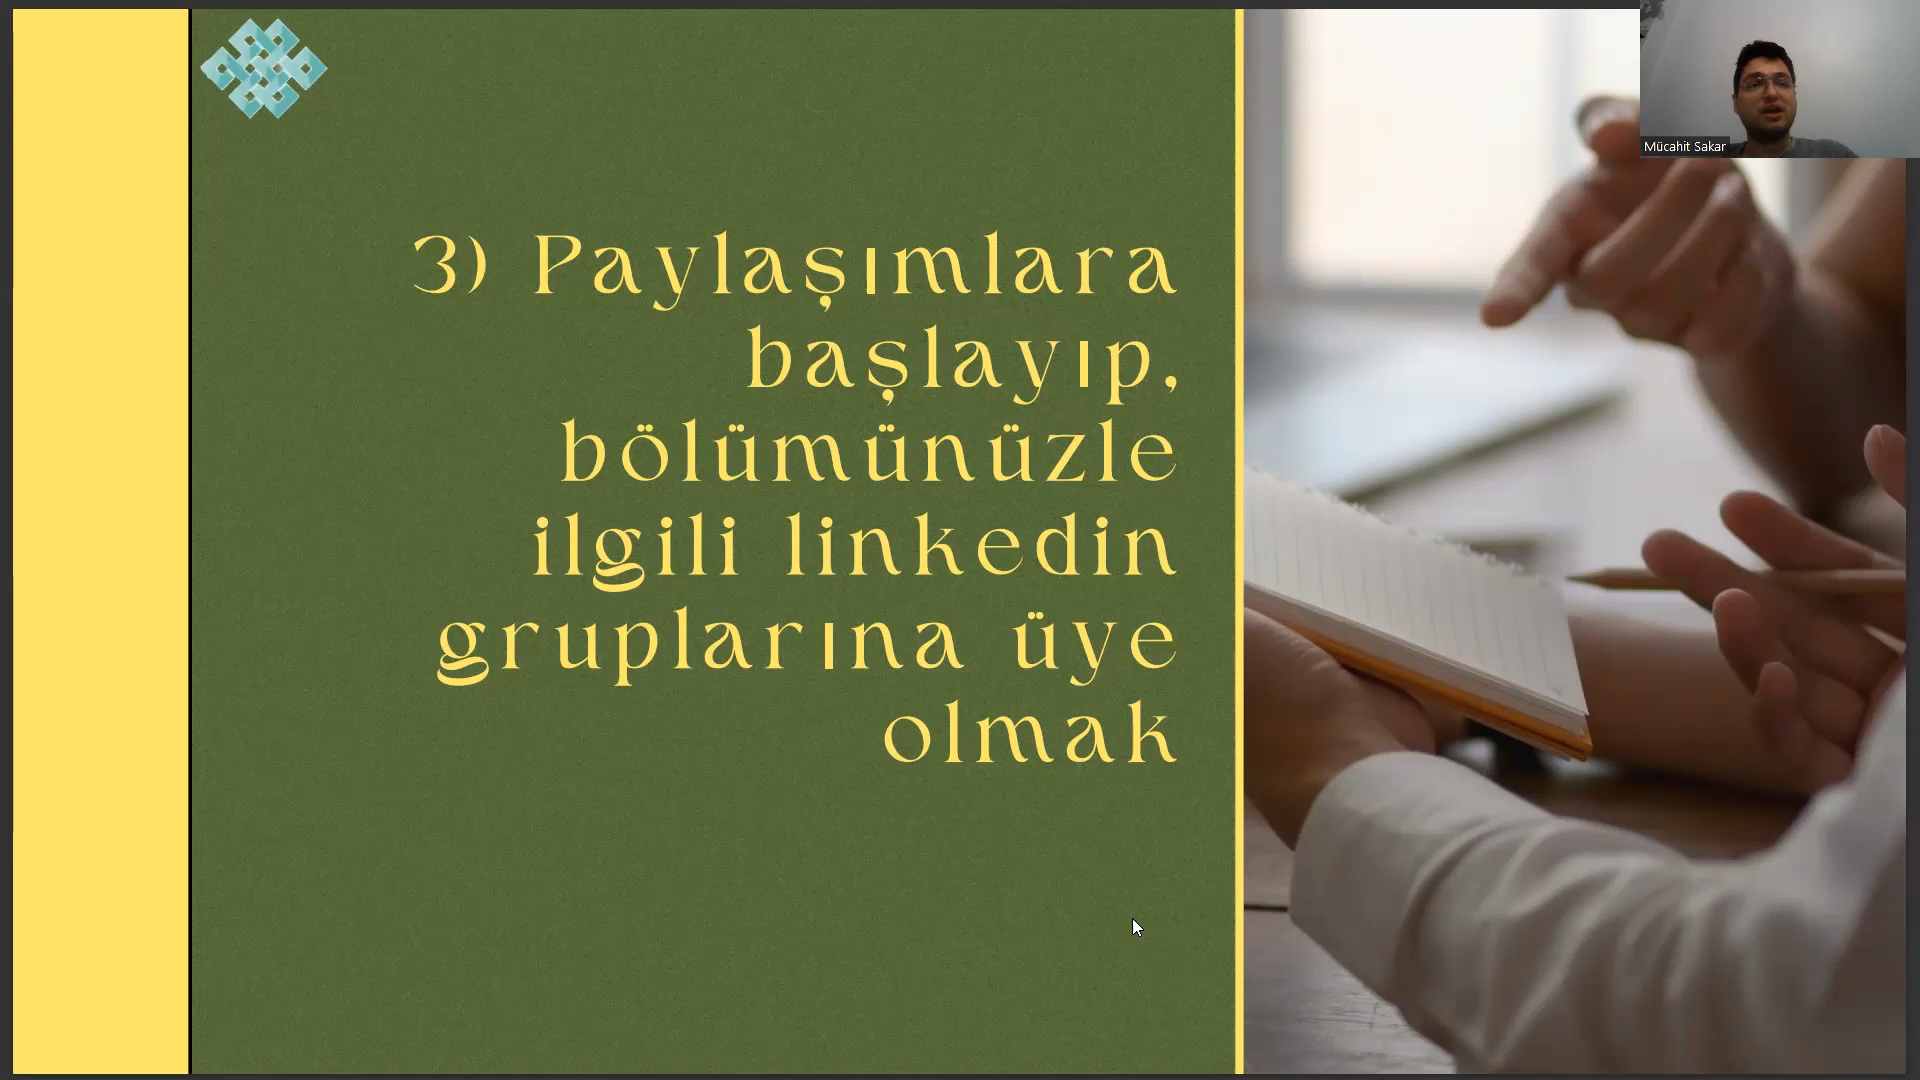 3) Paylaşımlara
başlayıp,
bölümünüzle
ilgili linkedin
gruplarına üye
olmak
Mücahit Sakar